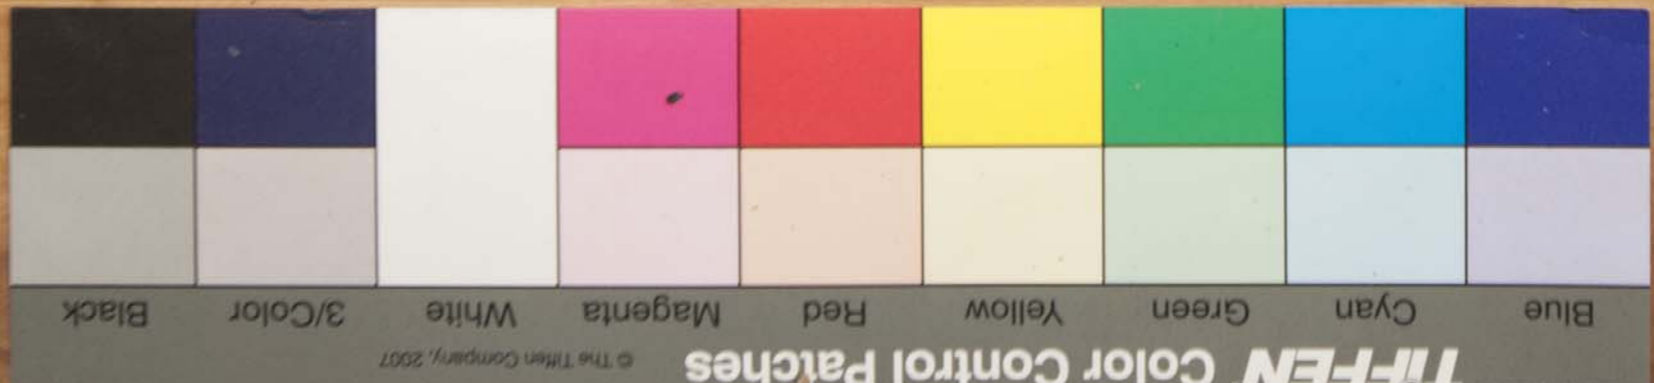 TIFFEN Color Control Patches © The Tiffen Company, 2007
Blue Cyan Green Yellow Red Magenta White 3/Color Black